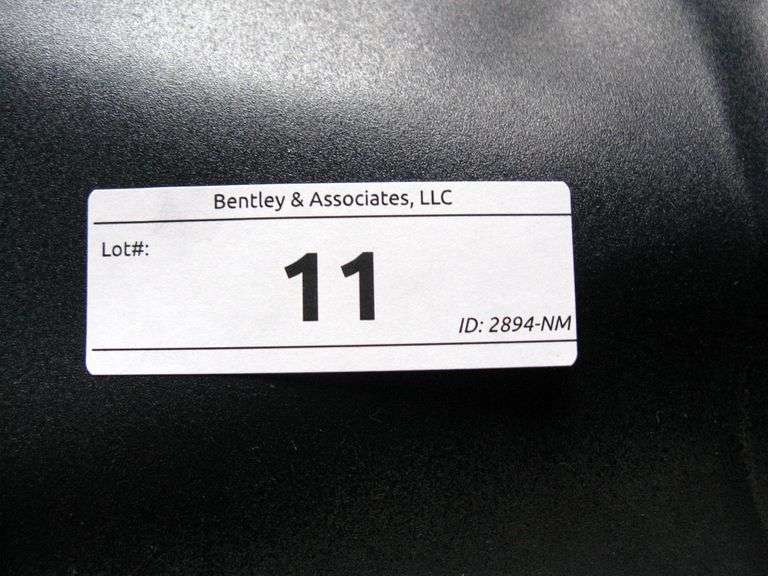 Bentley & Associates, LLC
Lot#:
11
ID: 2894-NM